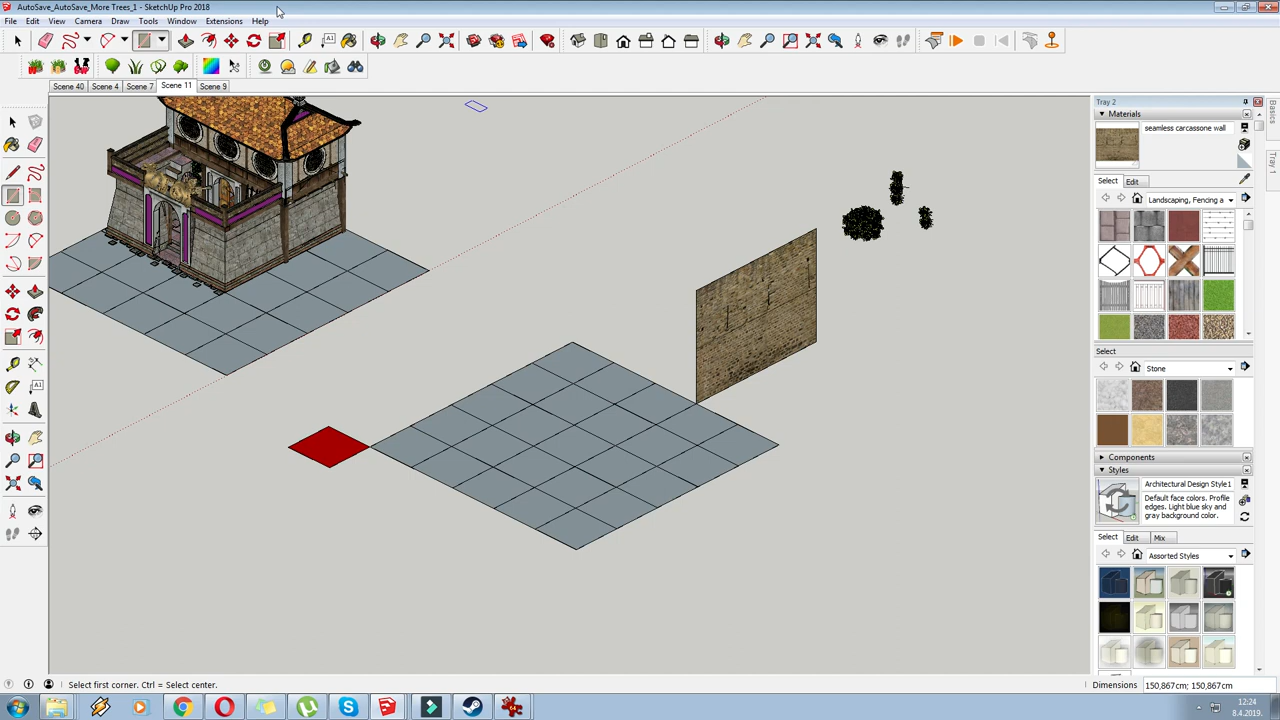 AutoSave_AutoSave_More Trees_1 - SketchUp Pro 2018
File Edit View Camera Draw Tools Window Extensions Help
Scene 40 Scene 4 Scene 7 Scene 11 Scene 9
Tray 2
Materials
seamless carcassone wall
Select Edit
Landscaping, Fencing a
Select
Stone
Components
Styles
Architectural Design Style1
Default face colors. Profile edges. Light blue sky and gray background color.
Select Edit Mix
Assorted Styles
Basics
Tray 1
Select first corner. Ctrl = Select center.
Dimensions 150,867cm; 150,867cm
12:24
8.4.2019.